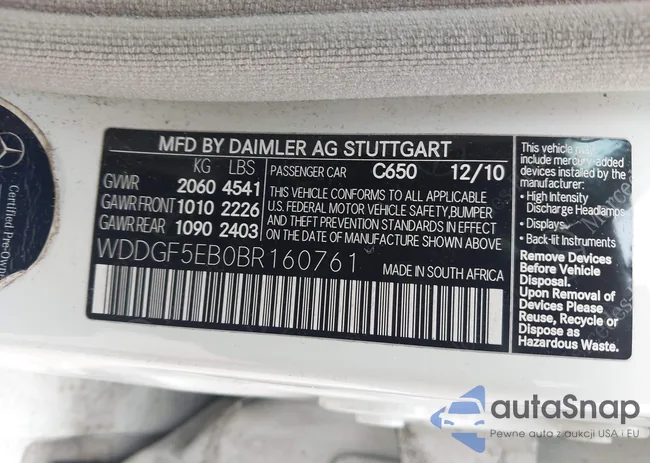 MFD BY DAIMLER AG STUTTGART
KG LBS
GVWR 2060 4541
GAWR FRONT 1010 2226
GAWR REAR 1090 2403
PASSENGER CAR C650 12/10
THIS VEHICLE CONFORMS TO ALL APPLICABLE
U.S. FEDERAL MOTOR VEHICLE SAFETY, BUMPER
AND THEFT PREVENTION STANDARDS IN EFFECT
ON THE DATE OF MANUFACTURE SHOWN ABOVE
WDDGF5EB0BR160761
MADE IN SOUTH AFRICA
This vehicle may
include mercury-added
devices installed by the
manufacturer:
• High Intensity
Discharge Headlamps
• Displays
• Back-lit Instruments
Remove Devices
Before Vehicle
Disposal.
Upon Removal of
Devices Please
Reuse, Recycle or
Dispose as
Hazardous Waste.
Certified Pre-Owne
autaSnap
Pewne auta z aukcji USA i EU